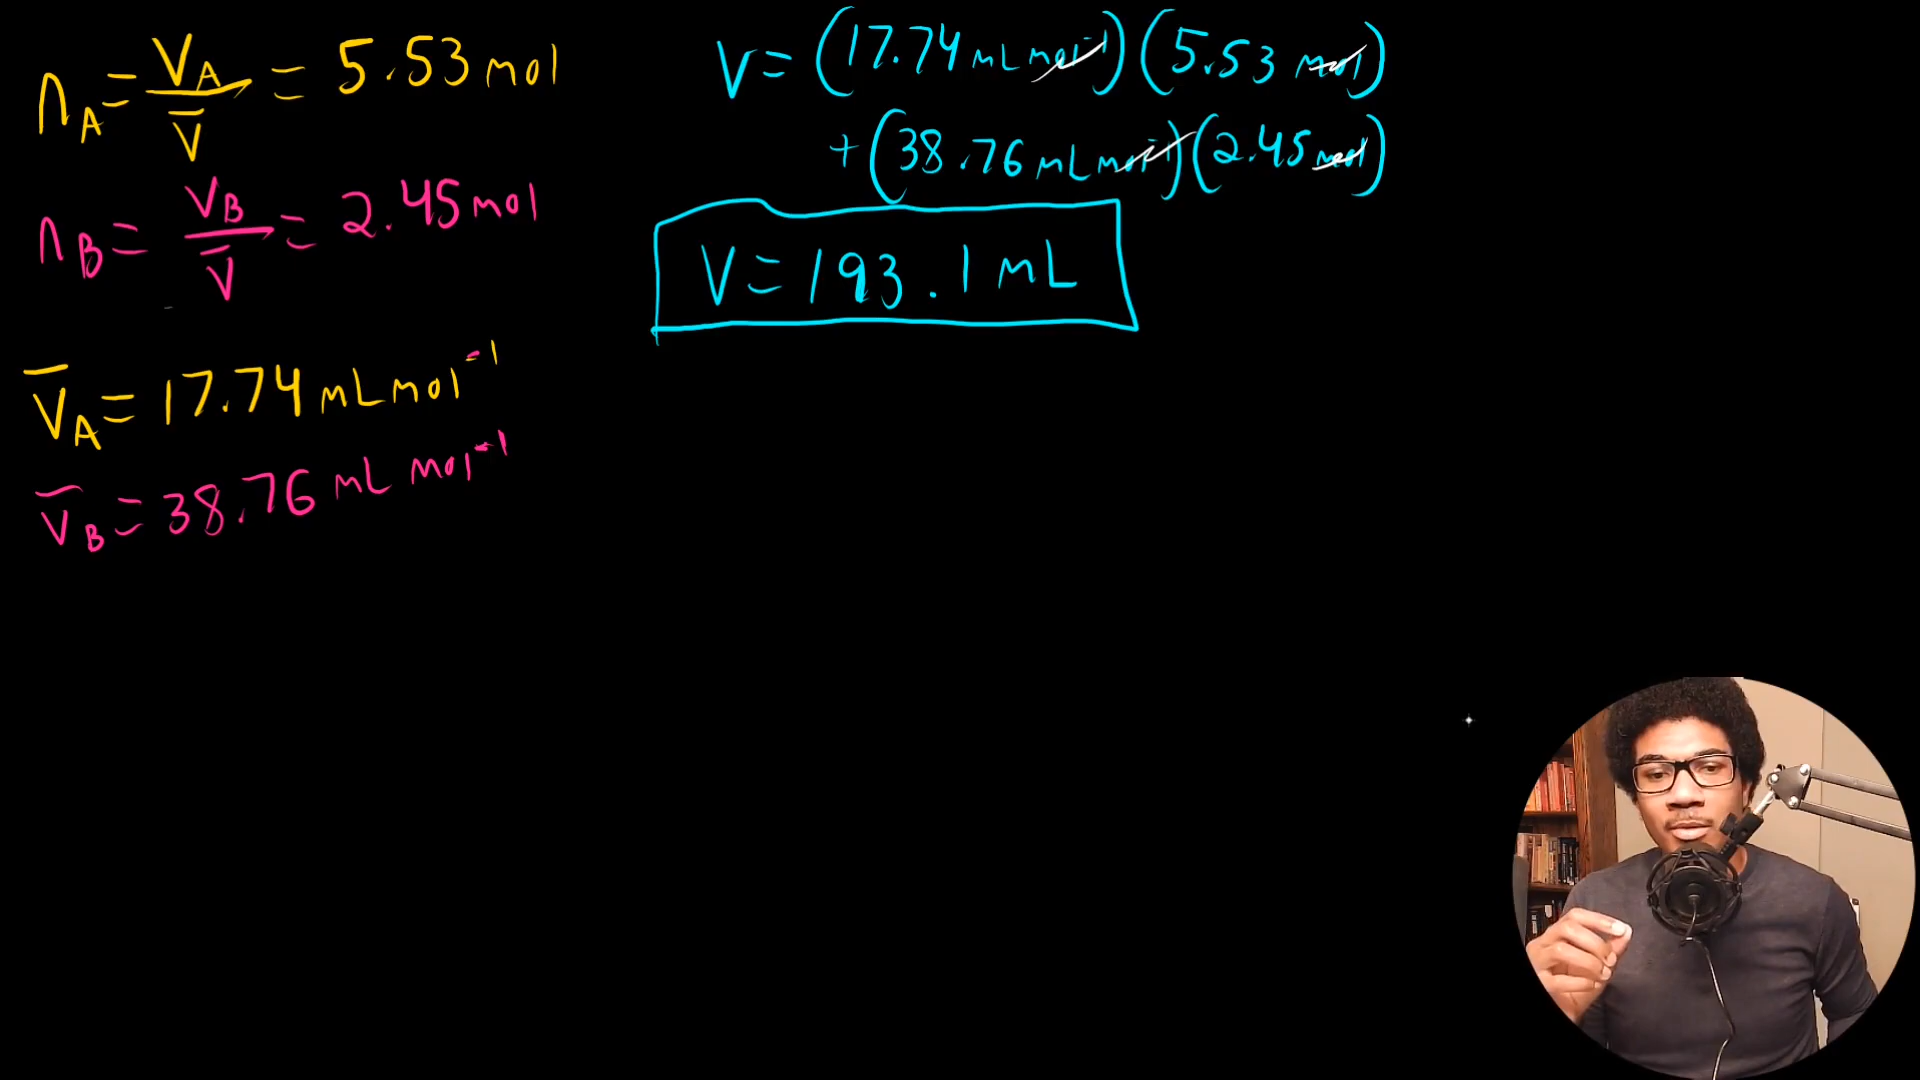 n_A = V_A / V̄ = 5.53 mol
n_B = V_B / V̄ = 2.45 mol
V̄_A = 17.74 mL mol⁻¹
V̄_B = 38.76 mL mol⁻¹
V = (17.74 mL mol⁻¹)(5.53 mol)
+ (38.76 mL mol⁻¹)(2.45 mol)
V = 193.1 mL